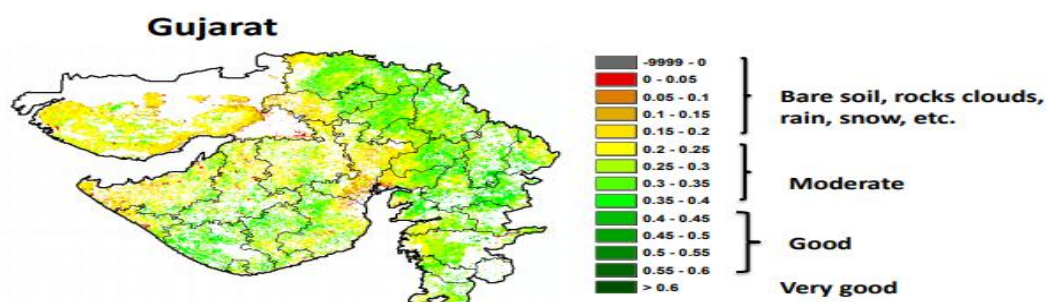 Gujarat
-9999 - 0
0 - 0.05
0.05 - 0.1
0.1 - 0.15
0.15 - 0.2
0.2 - 0.25
0.25 - 0.3
0.3 - 0.35
0.35 - 0.4
0.4 - 0.45
0.45 - 0.5
0.5 - 0.55
0.55 - 0.6
> 0.6
Bare soil, rocks clouds,
rain, snow, etc.
Moderate
Good
Very good